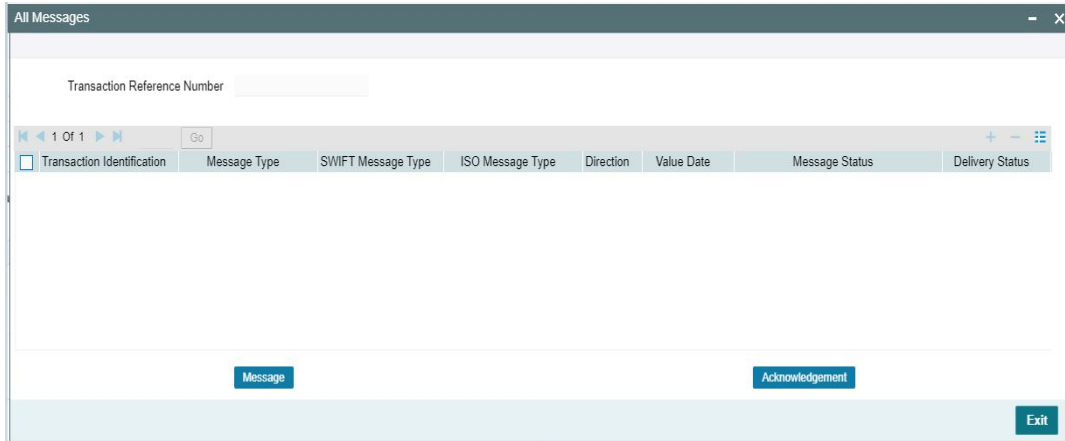 All Messages
Transaction Reference Number
1 Of 1 Go
Transaction Identification Message Type SWIFT Message Type ISO Message Type Direction Value Date Message Status Delivery Status
Message Acknowledgement
Exit